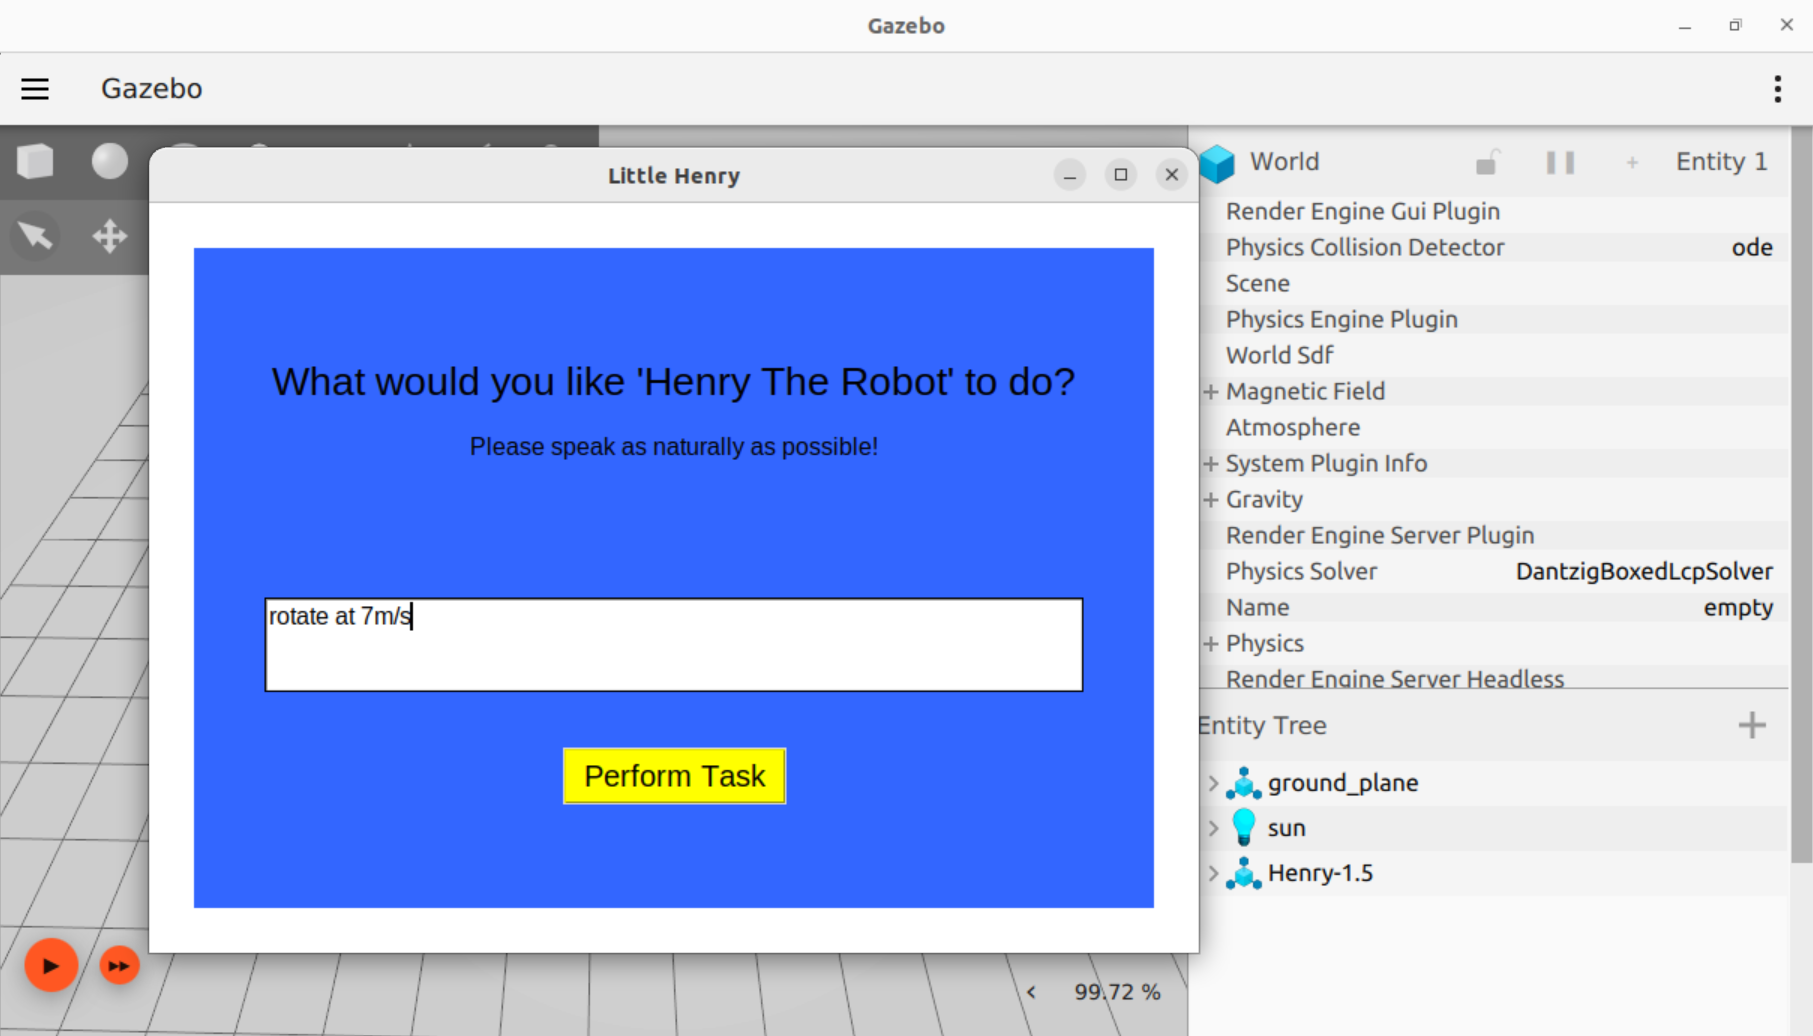 Gazebo
Gazebo
Little Henry
What would you like 'Henry The Robot' to do?
Please speak as naturally as possible!
rotate at 7m/s
Perform Task
99.72 %
World
Entity 1
Render Engine Gui Plugin
Physics Collision Detector ode
Scene
Physics Engine Plugin
World Sdf
Magnetic Field
Atmosphere
System Plugin Info
Gravity
Render Engine Server Plugin
Physics Solver DantzigBoxedLcpSolver
Name empty
Physics
Render Engine Server Headless
Entity Tree
ground_plane
sun
Henry-1.5